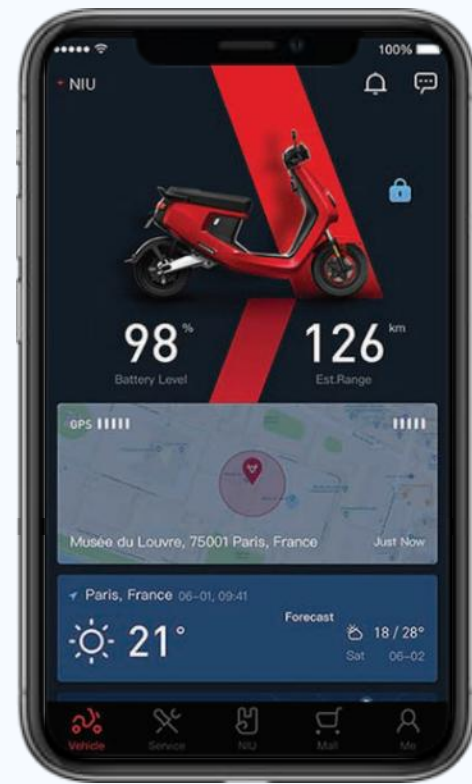 100%
NIU
98 %
126 km
Battery Level
Est.Range
GPS
Musée du Louvre, 75001 Paris, France
Just Now
Paris, France 06-01, 09:41
Forecast
21°
18 / 28°
Sat 06-02
Vehicle
Service
NIU
Mall
Me